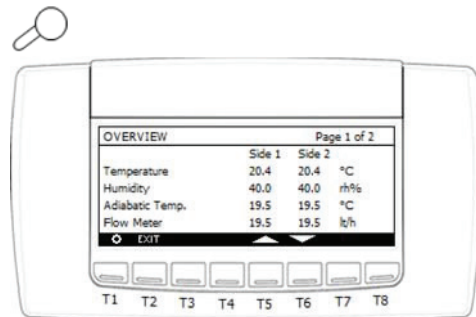 OVERVIEW Page 1 of 2
Side 1 Side 2
Temperature 20.4 20.4 °C
Humidity 40.0 40.0 rh%
Adiabatic Temp. 19.5 19.5 °C
Flow Meter 19.5 19.5 lt/h
EXIT
T1 T2 T3 T4 T5 T6 T7 T8